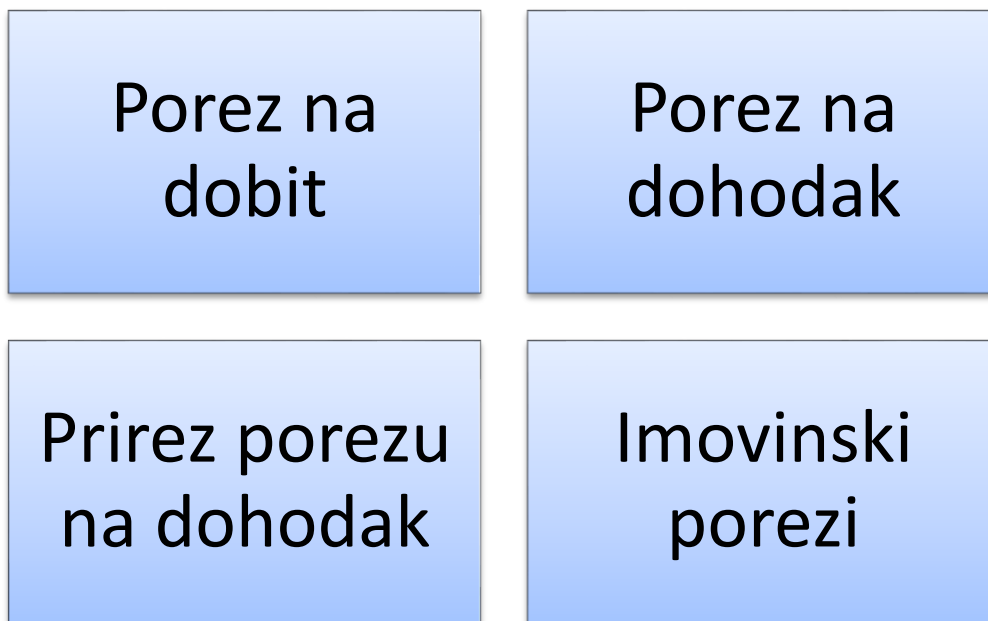 Porez na
dobit
Porez na
dohodak
Prirez porezu
na dohodak
Imovinski
porezi